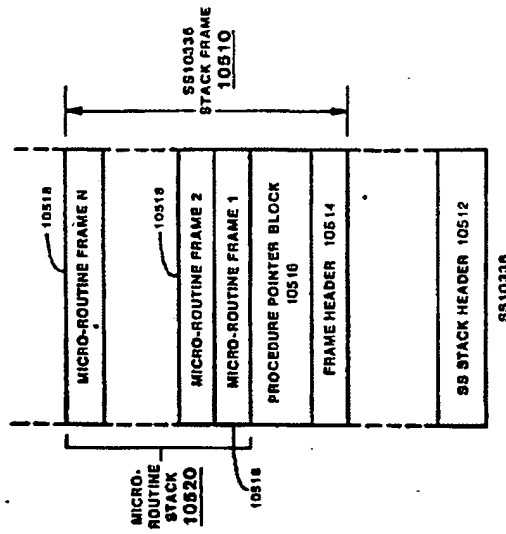 10518
MICRO-ROUTINE FRAME N
SS10336
STACK FRAME
10510
10518
MICRO-ROUTINE FRAME 2
MICRO-ROUTINE FRAME 1
MICRO-
ROUTINE
STACK
10520
10518
PROCEDURE POINTER BLOCK
10516
FRAME HEADER 10514
SS STACK HEADER 10512
SS10336